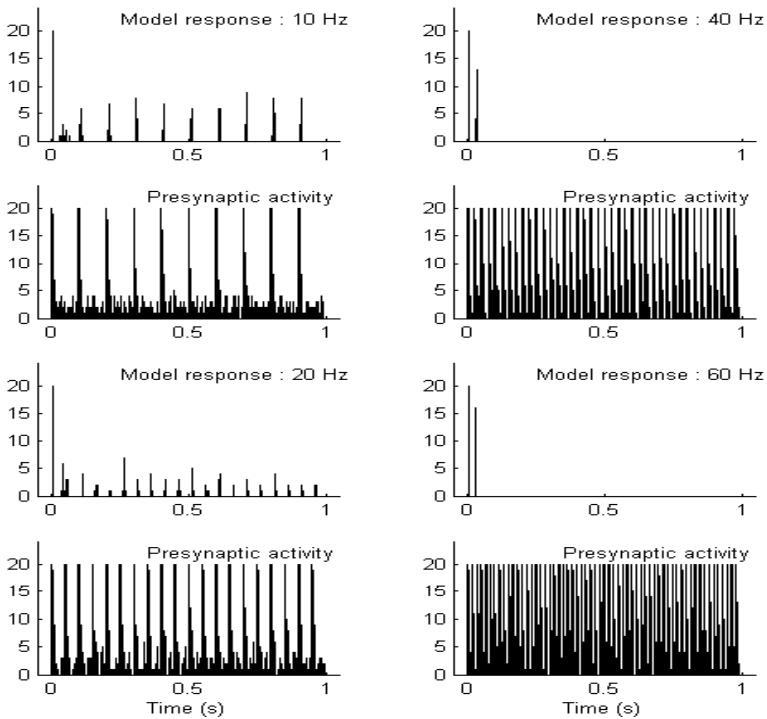 Model response : 10 Hz
20
15
10
5
0
0 0.5 1
Presynaptic activity
20
15
10
5
0
0 0.5 1
Model response : 20 Hz
20
15
10
5
0
0 0.5 1
Presynaptic activity
20
15
10
5
0
0 0.5 1
Time (s)
Model response : 40 Hz
20
15
10
5
0
0 0.5 1
Presynaptic activity
20
15
10
5
0
0 0.5 1
Model response : 60 Hz
20
15
10
5
0
0 0.5 1
Presynaptic activity
20
15
10
5
0
0 0.5 1
Time (s)